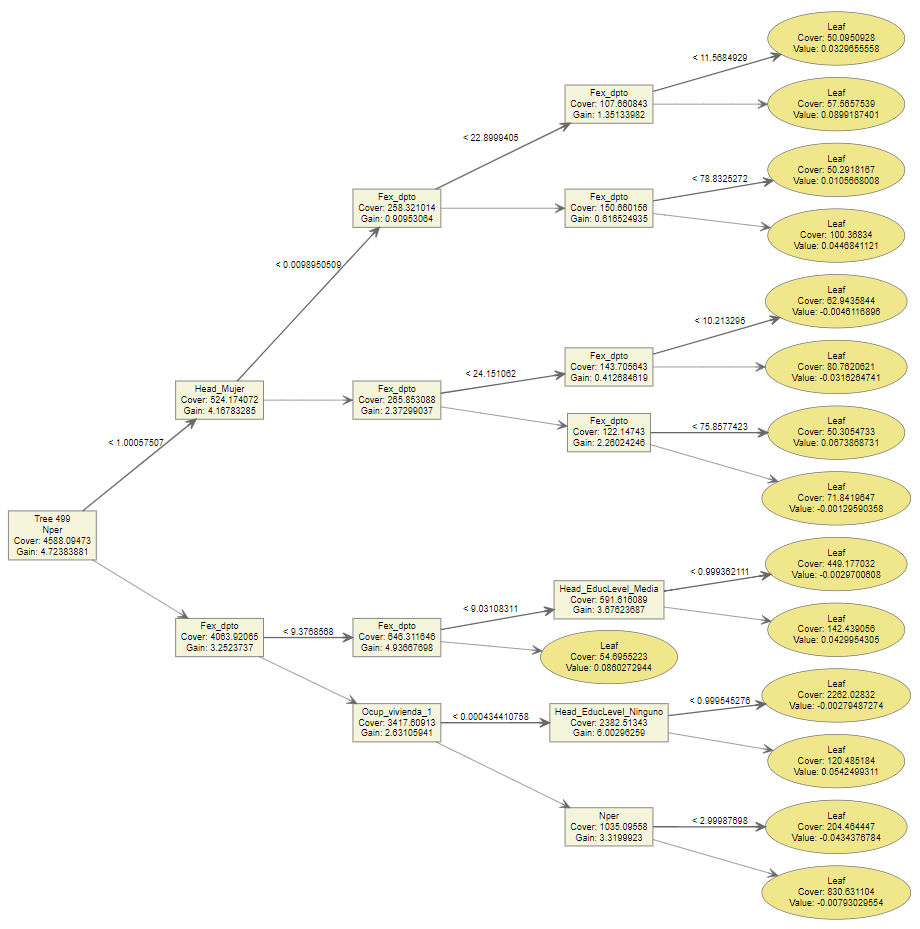 Leaf
Cover: 50.0950928
Value: 0.0329655558
< 11.5684929
Fex_dpto
Cover: 107.660843
Gain: 1.35133982
Leaf
Cover: 57.5657539
Value: 0.0899187401
< 22.8999405
Leaf
Cover: 50.2918167
Value: 0.0105668008
< 78.8325272
Fex_dpto
Cover: 258.321014
Gain: 0.90953064
Fex_dpto
Cover: 150.660156
Gain: 0.616524935
Leaf
Cover: 100.36834
Value: 0.0446841121
< 0.0098950509
Leaf
Cover: 62.9435844
Value: -0.0046116896
< 10.213295
Fex_dpto
Cover: 143.705643
Gain: 0.412684619
Leaf
Cover: 80.7620621
Value: -0.0316264741
< 24.151062
Head_Mujer
Cover: 524.174072
Gain: 4.16783285
Fex_dpto
Cover: 265.853088
Gain: 2.37299037
Leaf
Cover: 50.3054733
Value: 0.0673868731
< 75.8577423
Fex_dpto
Cover: 122.14743
Gain: 2.26024246
< 1.00057507
Leaf
Cover: 71.8419647
Value: -0.00129590358
Tree 499
Nper
Cover: 4588.09473
Gain: 4.72383881
Leaf
Cover: 449.177032
Value: -0.0029700608
< 0.999362111
Head_EducLevel_Media
Cover: 591.616089
Gain: 3.67623687
< 9.03108311
Leaf
Cover: 142.439056
Value: 0.0429954305
Fex_dpto
Cover: 4063.92065
Gain: 3.2523737
< 9.3768568
Fex_dpto
Cover: 646.311646
Gain: 4.93667698
Leaf
Cover: 54.6955223
Value: 0.0860272944
Leaf
Cover: 2262.02832
Value: -0.00279487274
< 0.999545276
Ocup_vivienda_1
Cover: 3417.60913
Gain: 2.63105941
< 0.000434410758
Head_EducLevel_Ninguno
Cover: 2382.51343
Gain: 6.00296259
Leaf
Cover: 120.485184
Value: 0.0542499311
Nper
Cover: 1035.09558
Gain: 3.3199923
< 2.99987698
Leaf
Cover: 204.464447
Value: -0.0434376784
Leaf
Cover: 830.631104
Value: -0.00793029554